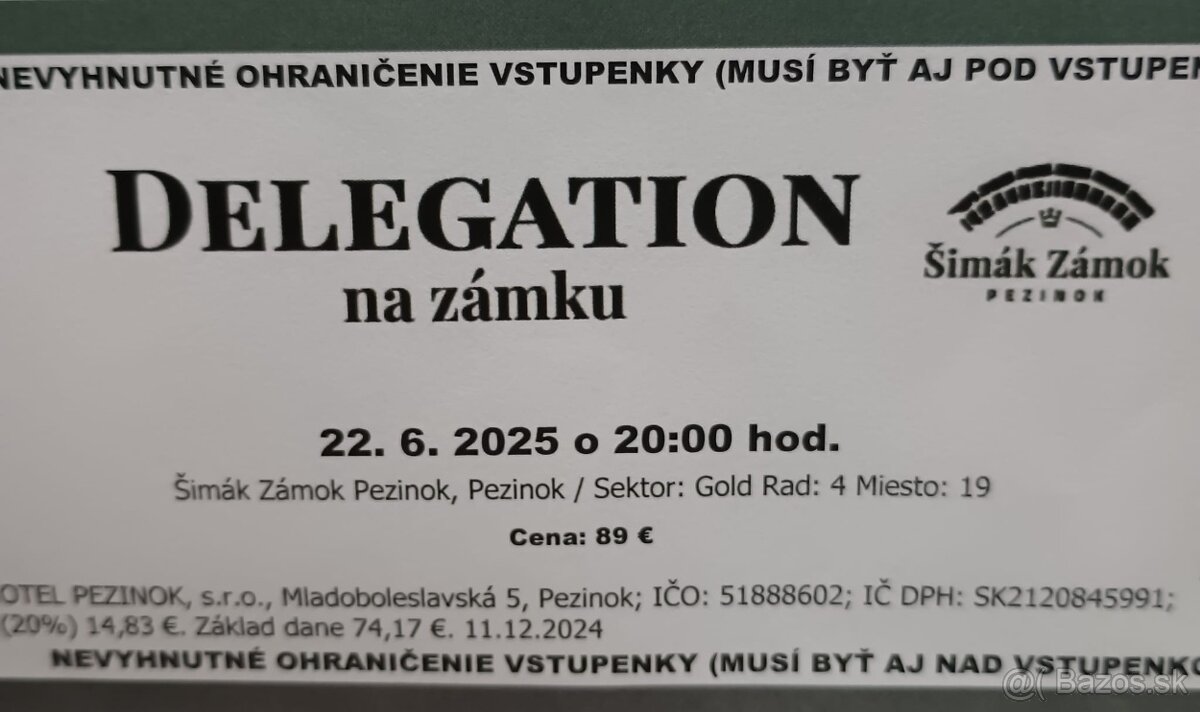 NEVYHNUTNÉ OHRANIČENIE VSTUPENKY (MUSÍ BYŤ AJ POD VSTUPEN
DELEGATION
na zámku
Šimák Zámok
PEZINOK
22. 6. 2025 o 20:00 hod.
Šimák Zámok Pezinok, Pezinok / Sektor: Gold Rad: 4 Miesto: 19
Cena: 89 €
OTEL PEZINOK, s.r.o., Mladoboleslavská 5, Pezinok; IČO: 51888602; IČ DPH: SK2120845991;
(20%) 14,83 €. Základ dane 74,17 €. 11.12.2024
NEVYHNUTNÉ OHRANIČENIE VSTUPENKY (MUSÍ BYŤ AJ NAD VSTUPENKO
@( Bazos.sk